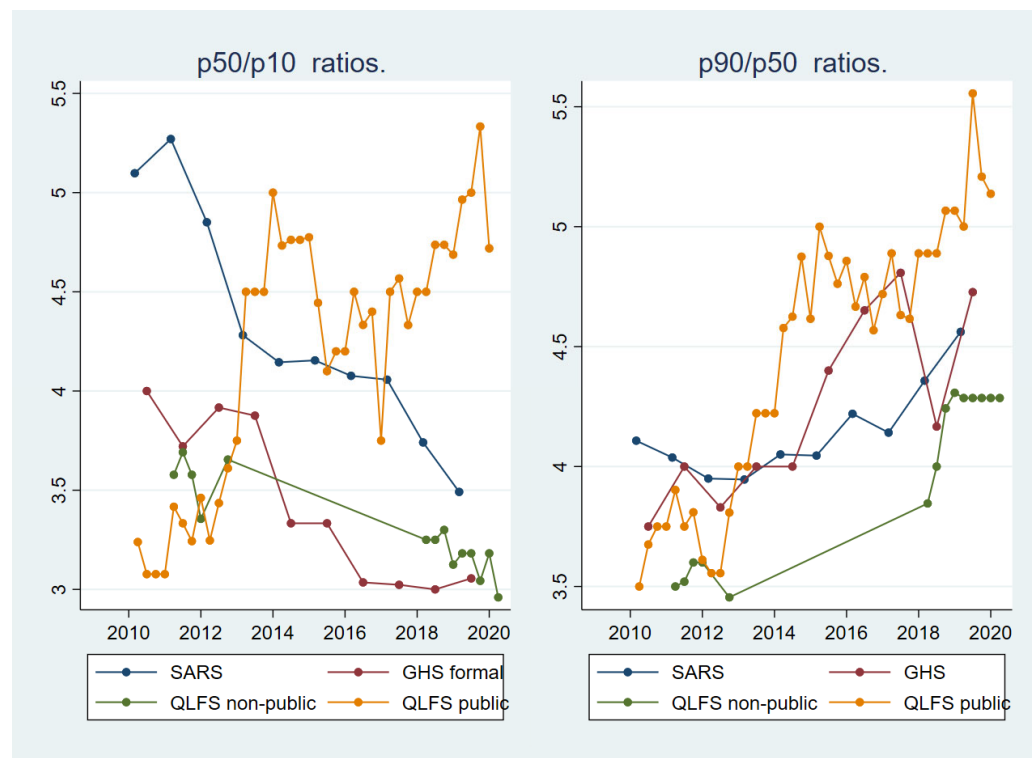 p50/p10 ratios.
5.5
5
4.5
4
3.5
3
2010 2012 2014 2016 2018 2020
SARS GHS formal
QLFS non-public QLFS public
p90/p50 ratios.
5.5
5
4.5
4
3.5
2010 2012 2014 2016 2018 2020
SARS GHS
QLFS non-public QLFS public